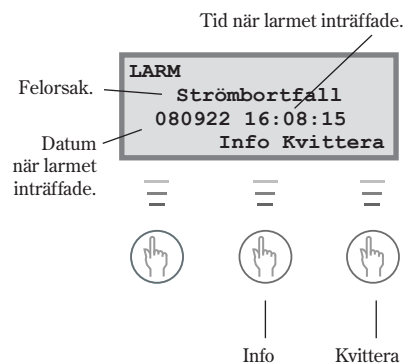 Tid när larmet inträffade.
LARM
Felorsak.
Strömbortfall
080922 16:08:15
Datum
när larmet
inträffade.
Info Kvittera
Info
Kvittera